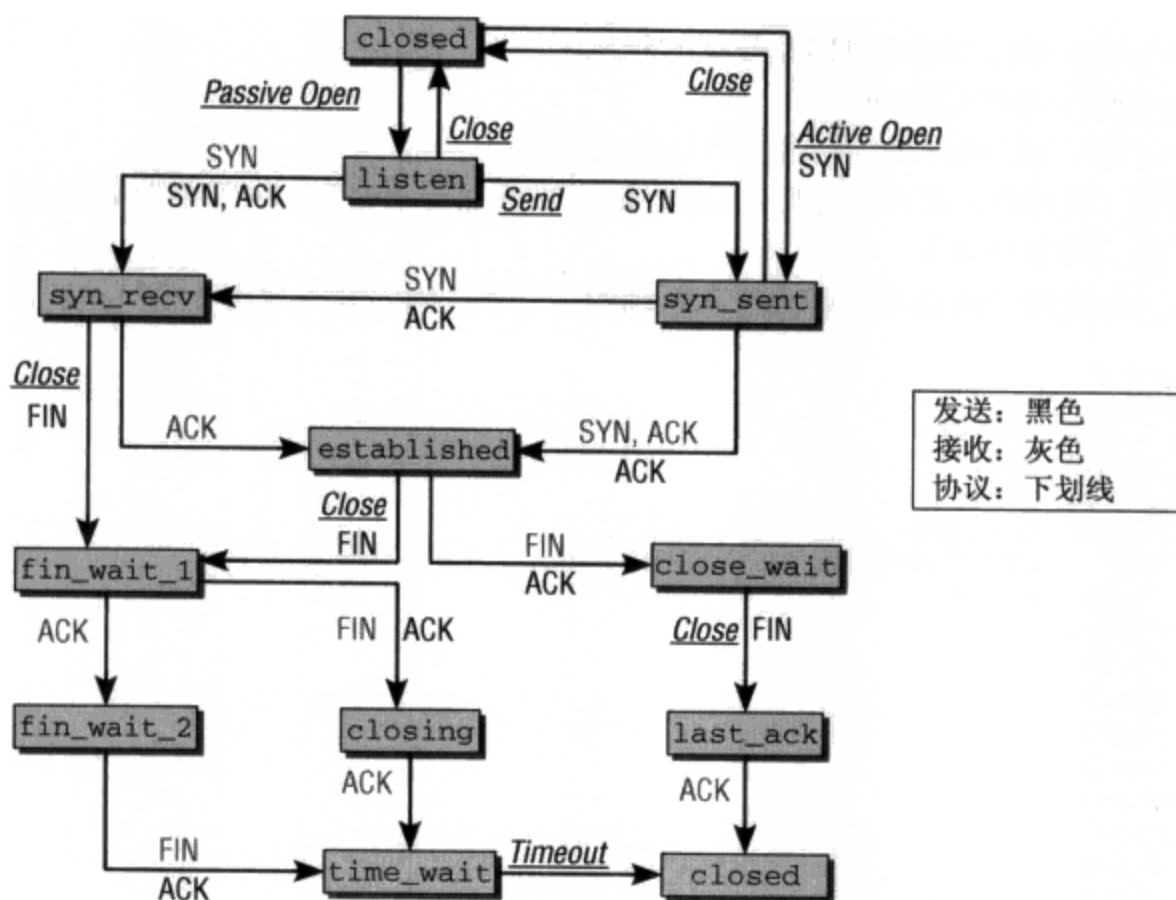 closed
Passive Open
Close
Close
Active Open
SYN
SYN
listen
SYN, ACK
Send
SYN
syn_recv
SYN
ACK
syn_sent
Close
FIN
ACK
established
SYN, ACK
ACK
发送：黑色
接收：灰色
协议：下划线
Close
FIN
fin_wait_1
FIN
ACK
close_wait
ACK
FIN
ACK
Close
FIN
fin_wait_2
closing
last_ack
ACK
ACK
FIN
ACK
time_wait
Timeout
closed